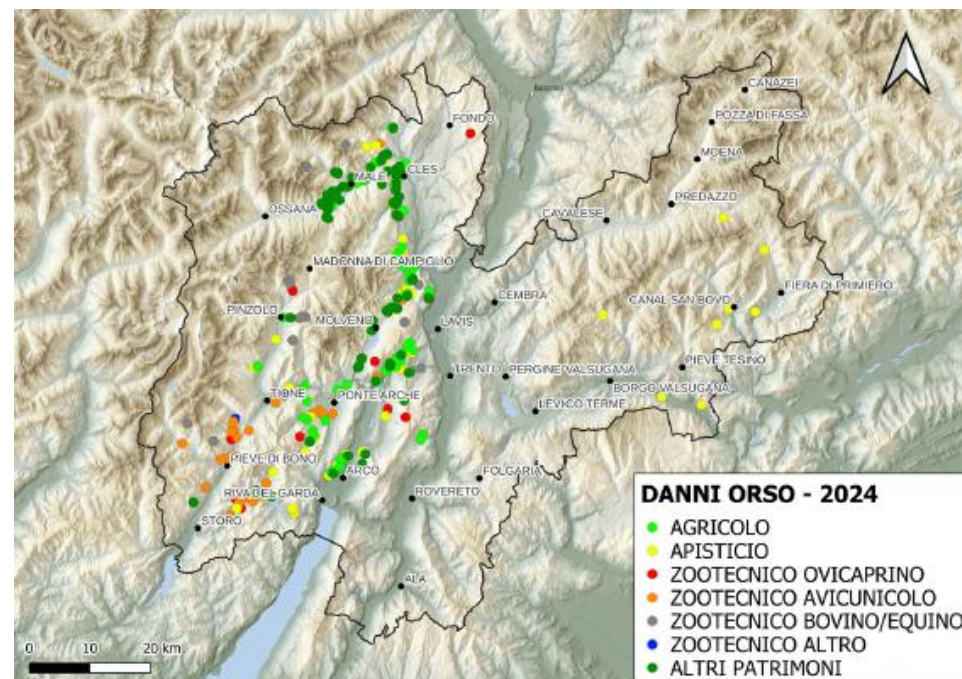 CANAZEI
POZZA DI FASSA
FONDO
MOENA
MALE
CLES
PREDAZZO
OSSANA
CAVALESE
MADONNA DI CAMPIGLIO
FIERA DI PRIMIERO
CEMBRA
CANAL SAN BOVO
PINZOLO
MOLVENO
LAVIS
PIEVE TESINO
TRENTO
PERGINE VALSUGANA
BORGO VALSUGANA
TIONE
PONTE ARCHE
LEVICO TERME
PIEVE DI BONO
ARCO
FOLGARIA
RIVA DEL GARDA
ROVERETO
STORO
ALA
DANNI ORSO - 2024
AGRICOLO
APISTICIO
ZOOTECNICO OVICAPRINO
ZOOTECNICO AVICUNICOLO
ZOOTECNICO BOVINO/EQUINO
ZOOTECNICO ALTRO
ALTRI PATRIMONI
0 10 20 km